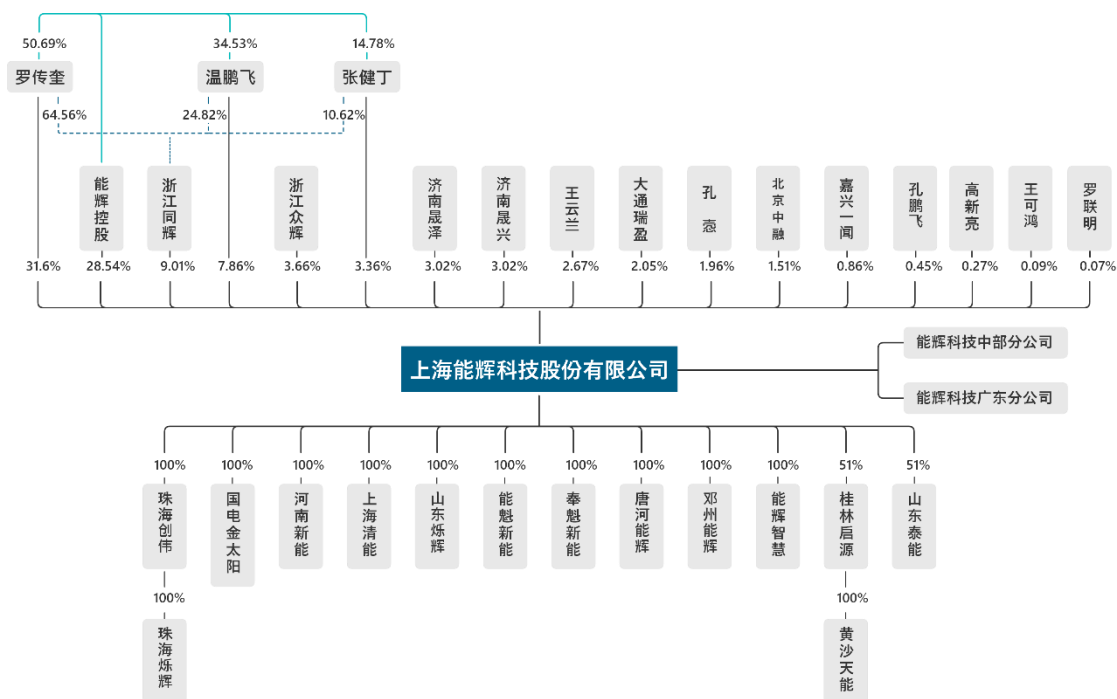 50.69%
34.53%
14.78%
罗传奎
温鹏飞
张健丁
64.56%
24.82%
10.62%
能辉控股
浙江同辉
浙江众辉
济南晟泽
济南晟兴
王云兰
大通瑞盈
孔鿍
北京中融
嘉兴一闻
孔鹏飞
高新亮
王可鸿
罗联明
31.6%
28.54%
9.01%
7.86%
3.66%
3.36%
3.02%
3.02%
2.67%
2.05%
1.96%
1.51%
0.86%
0.45%
0.27%
0.09%
0.07%
能辉科技中部分公司
上海能辉科技股份有限公司
能辉科技广东分公司
100%
100%
100%
100%
100%
100%
100%
100%
100%
100%
51%
51%
珠海创伟
国电金太阳
河南新能
上海清能
山东烁辉
能魁新能
奉魁新能
唐河能辉
邓州能辉
能辉智慧
桂林启源
山东泰能
100%
100%
珠海烁辉
黄沙天能